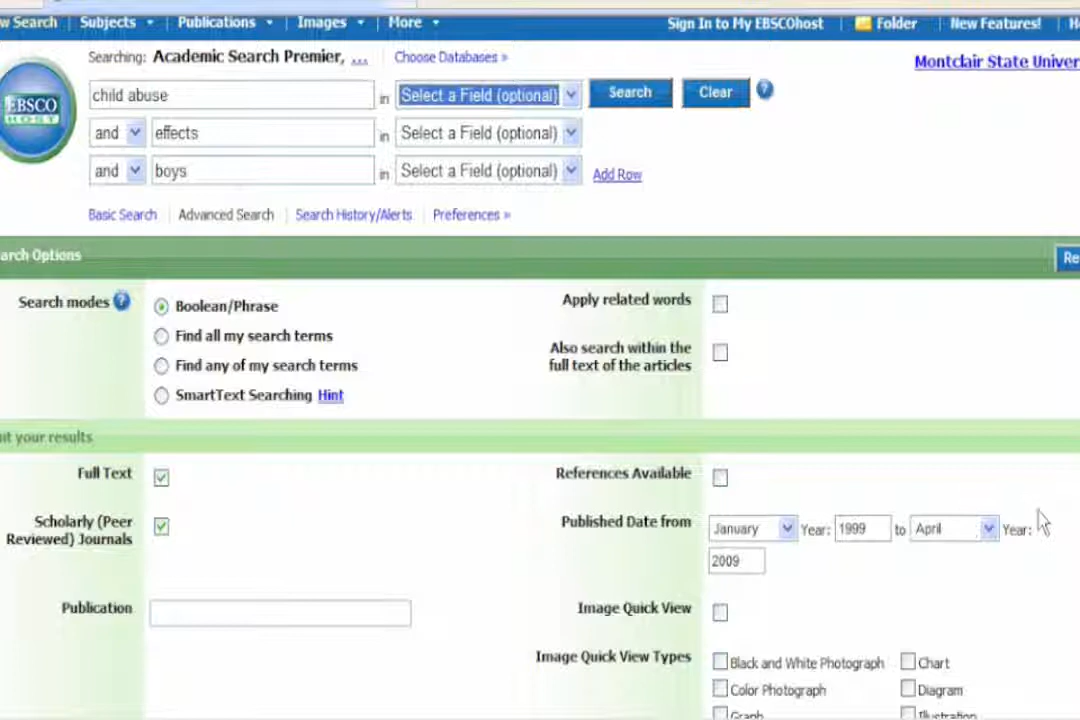 w Search Subjects Publications Images More Sign In to My EBSCOhost Folder New Features! H
Searching: Academic Search Premier, ... Choose Databases » Montclair State Univer
child abuse in Select a Field (optional) Search Clear ?
EBSCO
HOST
and effects in Select a Field (optional)
and boys in Select a Field (optional) Add Row
Basic Search Advanced Search Search History/Alerts Preferences »
arch Options Re
Search modes ? Boolean/Phrase Apply related words
Find all my search terms
Also search within the
full text of the articles
Find any of my search terms
SmartText Searching Hint
it your results
Full Text References Available
Scholarly (Peer
Reviewed) Journals
Published Date from January Year: 1999 to April Year:
2009
Publication Image Quick View
Image Quick View Types Black and White Photograph Chart
Color Photograph Diagram
Graph Illustration